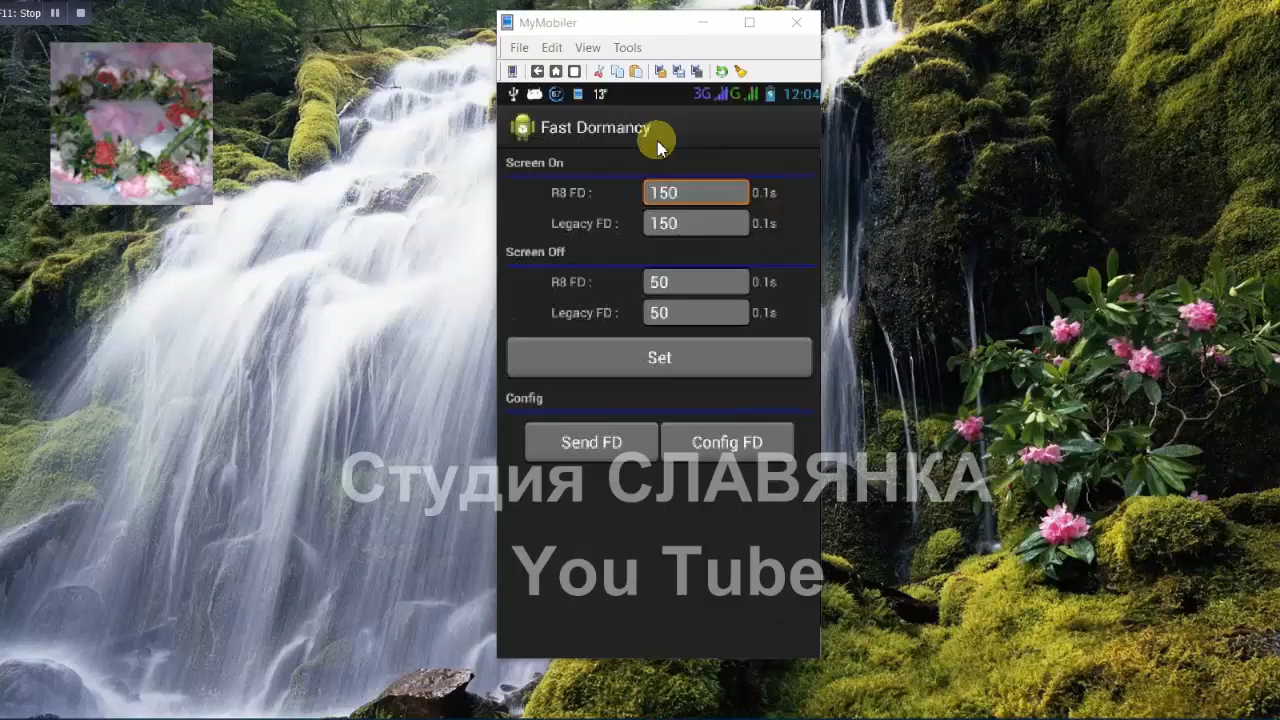 F11: Stop
MyMobiler
File Edit View Tools
67 13° 3G G 12:04
Fast Dormancy
Screen On
R8 FD : 150 0.1s
Legacy FD : 150 0.1s
Screen Off
R8 FD : 50 0.1s
Legacy FD : 50 0.1s
Set
Config
Send FD Config FD
Студия СЛАВЯНКА
You Tube